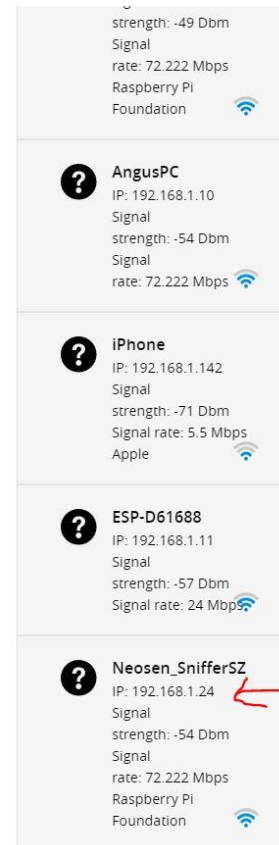 strength: -49 Dbm
Signal
rate: 72.222 Mbps
Raspberry Pi
Foundation
AngusPC
IP: 192.168.1.10
Signal
strength: -54 Dbm
Signal
rate: 72.222 Mbps
iPhone
IP: 192.168.1.142
Signal
strength: -71 Dbm
Signal rate: 5.5 Mbps
Apple
ESP-D61688
IP: 192.168.1.11
Signal
strength: -57 Dbm
Signal rate: 24 Mbps
Neosen_SnifferSZ
IP: 192.168.1.24
Signal
strength: -54 Dbm
Signal
rate: 72.222 Mbps
Raspberry Pi
Foundation